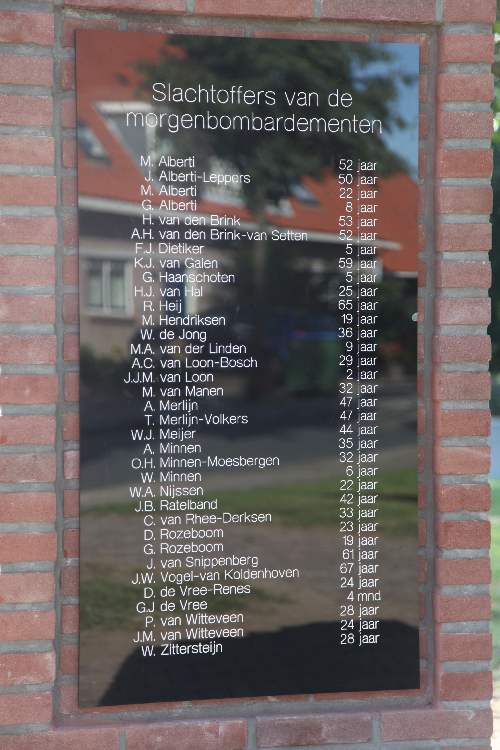 Slachtoffers van de
morgenbombardementen
M. Alberti 52 jaar
J. Alberti-Leppers 50 jaar
M. Alberti 22 jaar
G. Alberti 8 jaar
H. van den Brink 53 jaar
A.H. van den Brink-van Setten 52 jaar
F.J. Dietiker 5 jaar
K.J. van Galen 59 jaar
G. Haanschoten 5 jaar
H.J. van Hal 25 jaar
R. Heij 65 jaar
M. Hendriksen 19 jaar
W. de Jong 36 jaar
M.A. van der Linden 9 jaar
A.C. van Loon-Bosch 29 jaar
J.J.M. van Loon 2 jaar
M. van Manen 32 jaar
A. Merlijn 47 jaar
T. Merlijn-Volkers 47 jaar
W.J. Meijer 44 jaar
A. Minnen 35 jaar
O.H. Minnen-Moesbergen 32 jaar
W. Minnen 6 jaar
W.A. Nijssen 22 jaar
J.B. Ratelband 42 jaar
C. van Rhee-Derksen 33 jaar
D. Rozeboom 23 jaar
G. Rozeboom 19 jaar
J. van Snippenberg 61 jaar
J.W. Vogel-van Koldenhoven 67 jaar
D. de Vree-Renes 24 jaar
G.J de Vree 4 mnd
P. van Witteveen 28 jaar
J.M. van Witteveen 24 jaar
W. Zittersteijn 28 jaar